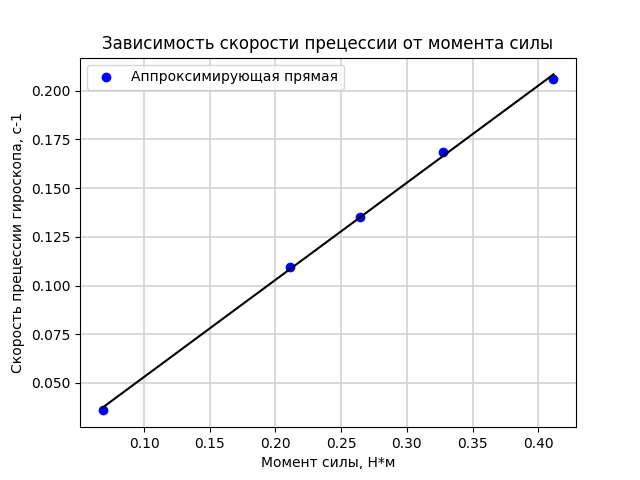 Зависимость скорости прецессии от момента силы
Аппроксимирующая прямая
0.200
0.175
0.150
0.125
0.100
0.075
0.050
Скорость прецессии гироскопа, с-1
0.10 0.15 0.20 0.25 0.30 0.35 0.40
Момент силы, Н*м